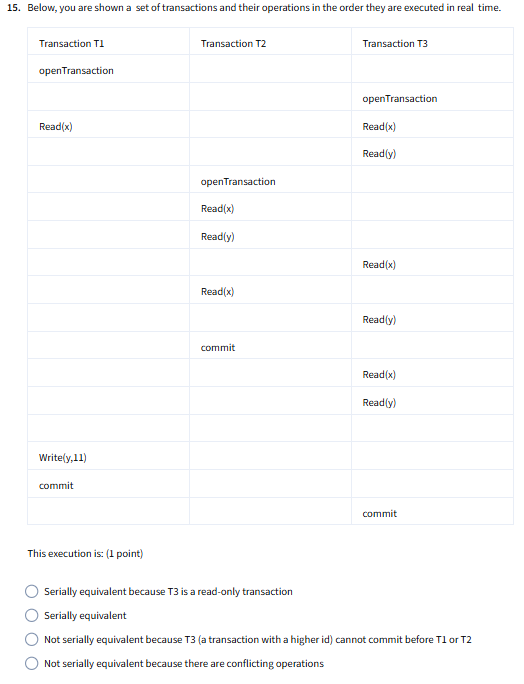 15. Below, you are shown a set of transactions and their operations in the order they are executed in real time.
Transaction T1 Transaction T2 Transaction T3
openTransaction
openTransaction
Read(x) Read(x)
Read(y)
openTransaction
Read(x)
Read(y)
Read(x)
Read(x)
Read(y)
commit
Read(x)
Read(y)
Write(y,11)
commit
commit
This execution is: (1 point)
Serially equivalent because T3 is a read-only transaction
Serially equivalent
Not serially equivalent because T3 (a transaction with a higher id) cannot commit before T1 or T2
Not serially equivalent because there are conflicting operations